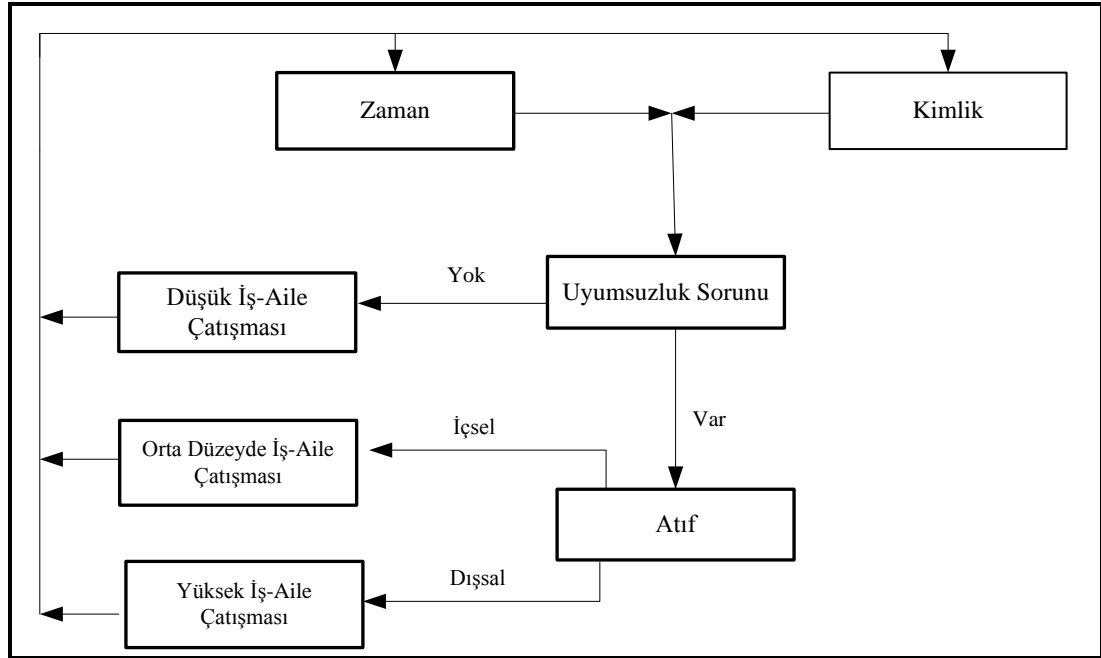 Zaman
Kimlik
Uyumsuzluk Sorunu
Yok
Düşük İş-Aile
Çatışması
Var
İçsel
Orta Düzeyde İş-Aile
Çatışması
Atıf
Dışsal
Yüksek İş-Aile
Çatışması